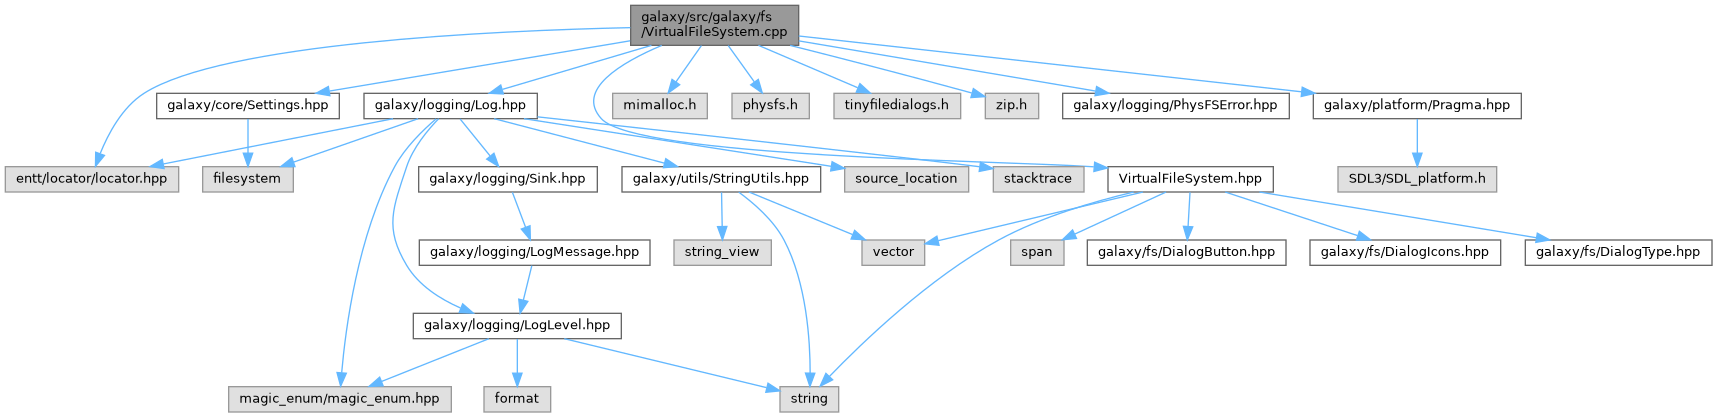 galaxy/src/galaxy/fs
/VirtualFileSystem.cpp
galaxy/core/Settings.hpp
galaxy/logging/Log.hpp
mimalloc.h
physfs.h
tinyfiledialogs.h
zip.h
galaxy/logging/PhysFSError.hpp
galaxy/platform/Pragma.hpp
entt/locator/locator.hpp
filesystem
galaxy/logging/Sink.hpp
galaxy/utils/StringUtils.hpp
source_location
stacktrace
VirtualFileSystem.hpp
SDL3/SDL_platform.h
galaxy/logging/LogMessage.hpp
string_view
vector
span
galaxy/fs/DialogButton.hpp
galaxy/fs/DialogIcons.hpp
galaxy/fs/DialogType.hpp
galaxy/logging/LogLevel.hpp
magic_enum/magic_enum.hpp
format
string